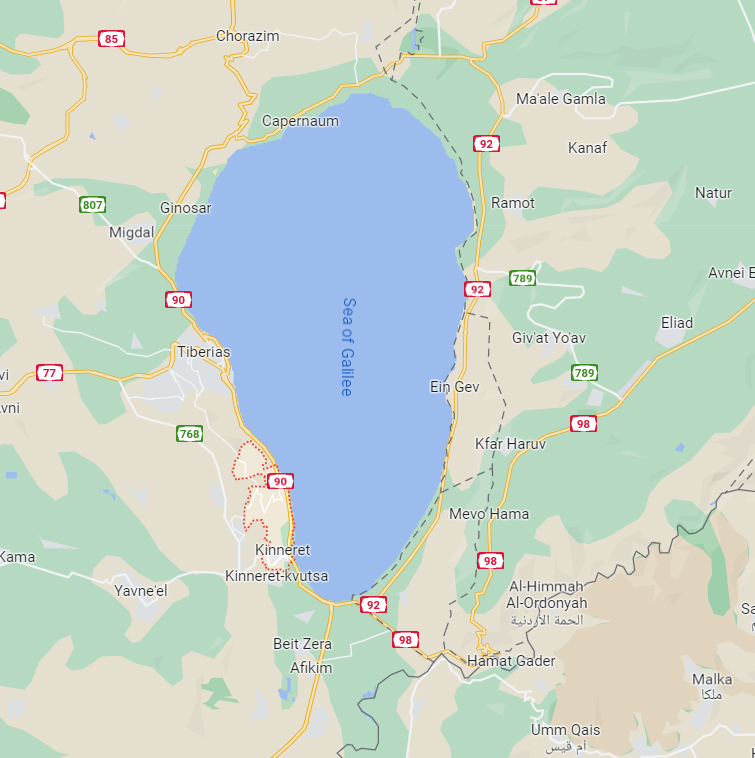 85
Chorazim
Ma'ale Gamla
Capernaum
92
Kanaf
Natur
807
Ginosar
Ramot
Migdal
Avnei E
789
92
90
Sea of Galilee
Eliad
Giv'at Yo'av
Tiberias
77
vi
789
Ein Gev
vni
98
768
Kfar Haruv
90
Mevo Hama
Kinneret
Kama
98
Kinneret-kvutsa
Yavne'el
Al-Himmah
Al-Ordonyah
الحمة الأردنية
92
Sa
98
Beit Zera
Hamat Gader
Afikim
Malka
ملكا
Umm Qais
أم قيس